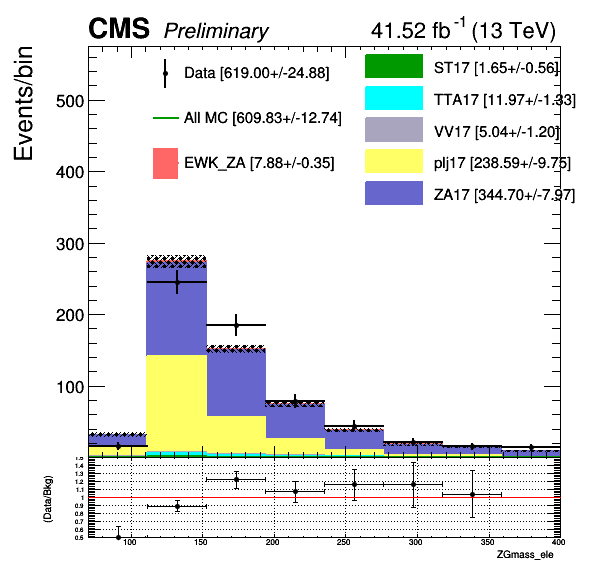 CMS Preliminary 41.52 fb⁻¹ (13 TeV)
Events/bin
Data [619.00+/-24.88]
All MC [609.83+/-12.74]
EWK_ZA [7.88+/-0.35]
ST17 [1.65+/-0.56]
TTA17 [11.97+/-1.33]
VV17 [5.04+/-1.20]
plj17 [238.59+/-9.75]
ZA17 [344.70+/-7.97]
500
400
300
200
100
(Data/Bkg)
1.5
1.4
1.3
1.2
1.1
1
0.9
0.8
0.7
0.6
0.5
100 150 200 250 300 350 400
ZGmass_ele